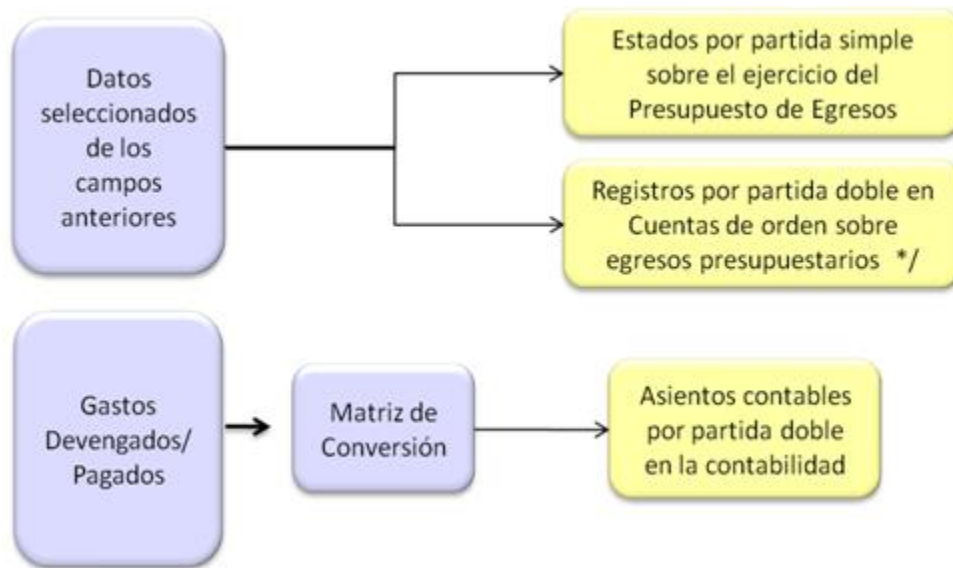 Datos
seleccionados
de los
campos
anteriores
Estados por partida simple
sobre el ejercicio del
Presupuesto de Egresos
Registros por partida doble en
Cuentas de orden sobre
egresos presupuestarios */
Gastos
Devengados/
Pagados
Matriz de
Conversión
Asientos contables
por partida doble
en la contabilidad